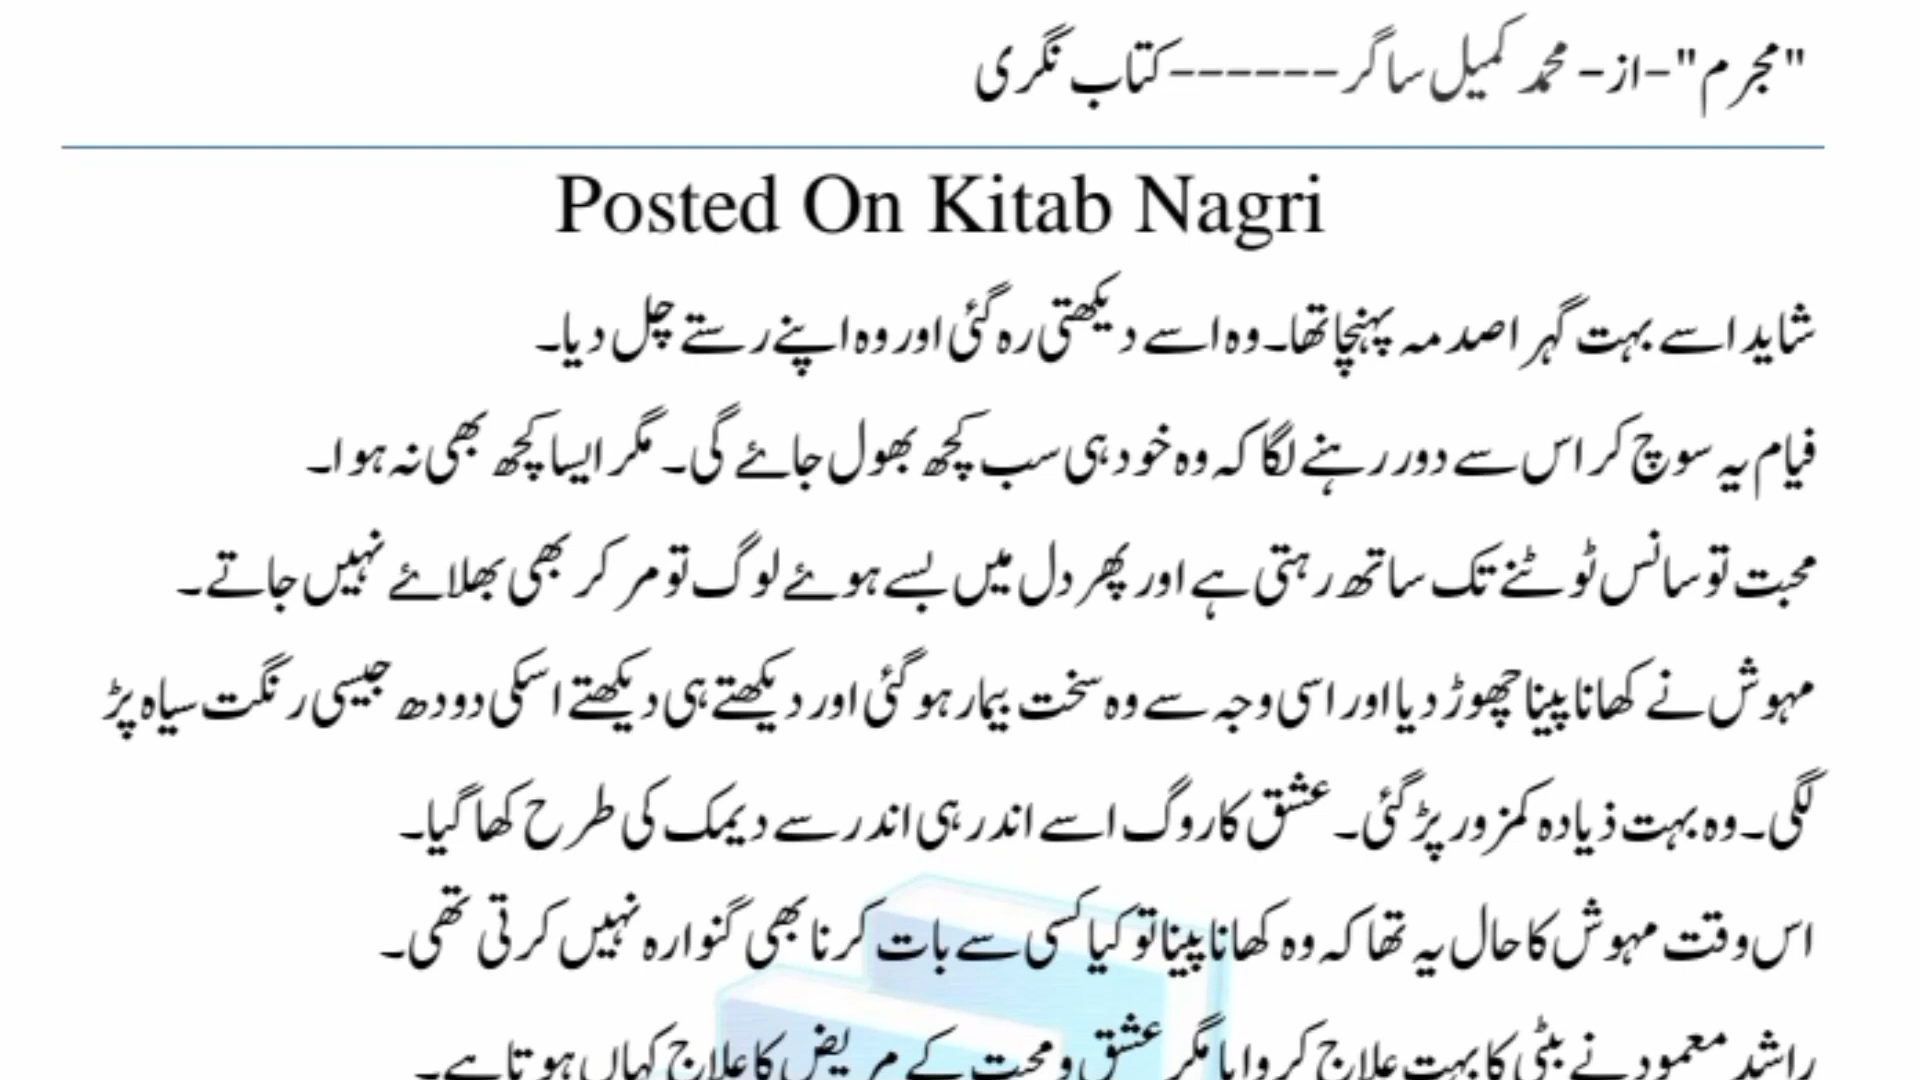 "مجرم"-از- محمد کمیل ساگر------کتاب نگری
Posted On Kitab Nagri
شاید اسے بہت گہرا صدمہ پہنچا تھا۔ وہ اسے دیکھتی رہ گئی اور وہ اپنے رستے چل دیا۔
فیام یہ سوچ کر اس سے دور رہنے لگا کہ وہ خود ہی سب کچھ بھول جائے گی۔ مگر ایسا کچھ بھی نہ ہوا۔
محبت تو سانس ٹوٹنے تک ساتھ رہتی ہے اور پھر دل میں بسے ہوئے لوگ تو مر کر بھی بھلائے نہیں جاتے۔
مہوش نے کھانا پینا چھوڑ دیا اور اسی وجہ سے وہ سخت بیمار ہو گئی اور دیکھتے ہی دیکھتے اسکی دودھ جیسی رنگت سیاہ پڑ
لگی۔ وہ بہت ذیادہ کمزور پڑ گئی۔ عشق کا روگ اسے اندر ہی اندر سے دیمک کی طرح کھا گیا۔
اس وقت مہوش کا حال یہ تھا کہ وہ کھانا پینا تو کیا کسی سے بات کرنا بھی گنوارہ نہیں کرتی تھی۔
راشد معمود نے بیٹی کا بہت علاج کروایا مگر عشق و محبت کے مریض کا علاج کہاں ہوتا ہے۔